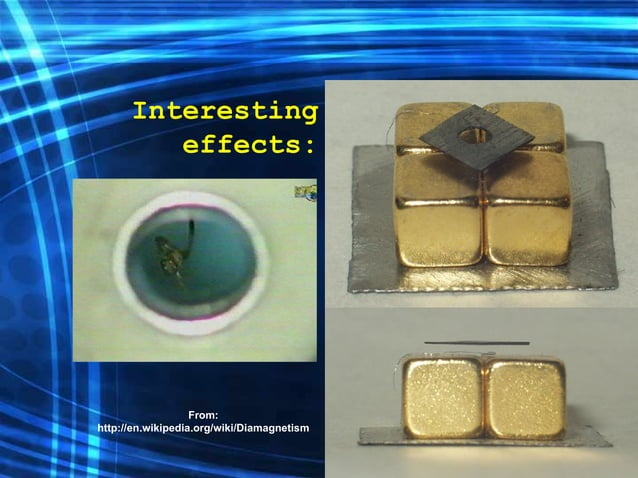 Interesting
effects:
From:
http://en.wikipedia.org/wiki/Diamagnetism